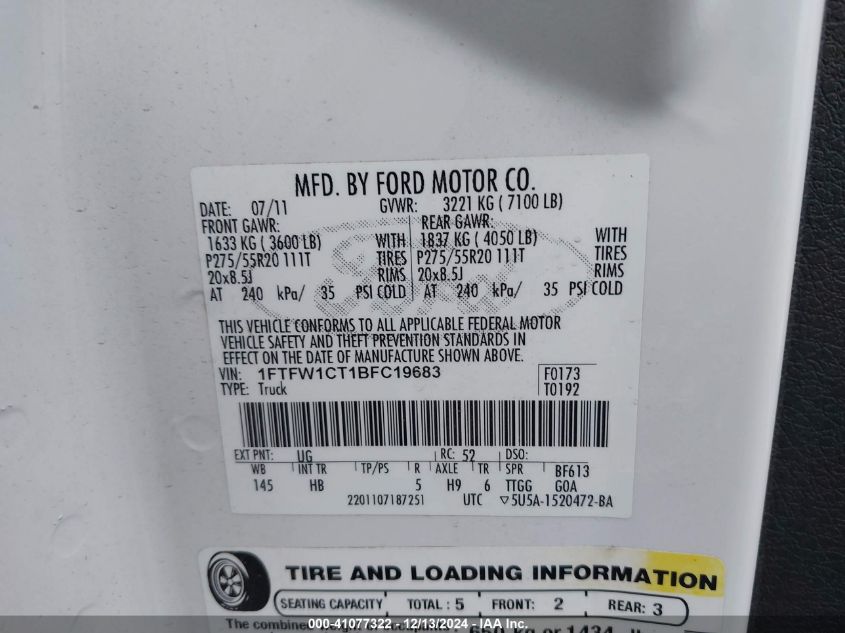 MFD. BY FORD MOTOR CO.
DATE: 07/11 GVWR: 3221 KG ( 7100 LB)
FRONT GAWR: REAR GAWR:
1633 KG ( 3600 LB) WITH 1837 KG ( 4050 LB) WITH
P275/55R20 111T TIRES P275/55R20 111T TIRES
20x8.5J RIMS 20x8.5J RIMS
AT 240 kPa/ 35 PSI COLD AT 240 kPa/ 35 PSI COLD
THIS VEHICLE CONFORMS TO ALL APPLICABLE FEDERAL MOTOR
VEHICLE SAFETY AND THEFT PREVENTION STANDARDS IN
EFFECT ON THE DATE OF MANUFACTURE SHOWN ABOVE.
VIN: 1FTFW1CT1BFC19683 F0173
TYPE: Truck T0192
EXT PNT: UG RC: 52 DSO:
WB INT TR TP/PS R AXLE TR SPR BF613
145 HB 5 H9 6 TTGG GOA
2201107187251 UTC ▽5U5A-1520472-BA
TIRE AND LOADING INFORMATION
SEATING CAPACITY TOTAL : 5 FRONT: 2 REAR: 3
The combined
000-41077322 - 12/13/2024 - IAA Inc.